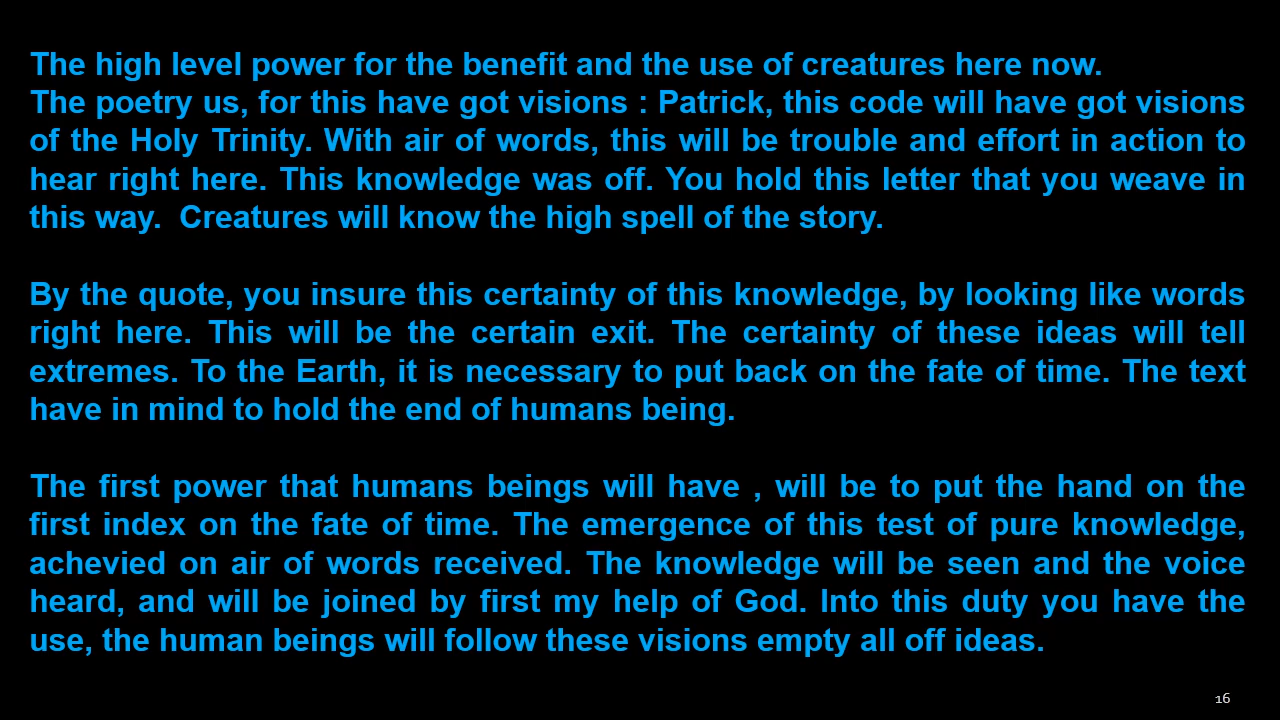 The high level power for the benefit and the use of creatures here now.
The poetry us, for this have got visions : Patrick, this code will have got visions
of the Holy Trinity. With air of words, this will be trouble and effort in action to
hear right here. This knowledge was off. You hold this letter that you weave in
this way.  Creatures will know the high spell of the story.
By the quote, you insure this certainty of this knowledge, by looking like words
right here. This will be the certain exit. The certainty of these ideas will tell
extremes. To the Earth, it is necessary to put back on the fate of time. The text
have in mind to hold the end of humans being.
The first power that humans beings will have , will be to put the hand on the
first index on the fate of time. The emergence of this test of pure knowledge,
achevied on air of words received. The knowledge will be seen and the voice
heard, and will be joined by first my help of God. Into this duty you have the
use, the human beings will follow these visions empty all off ideas.
16